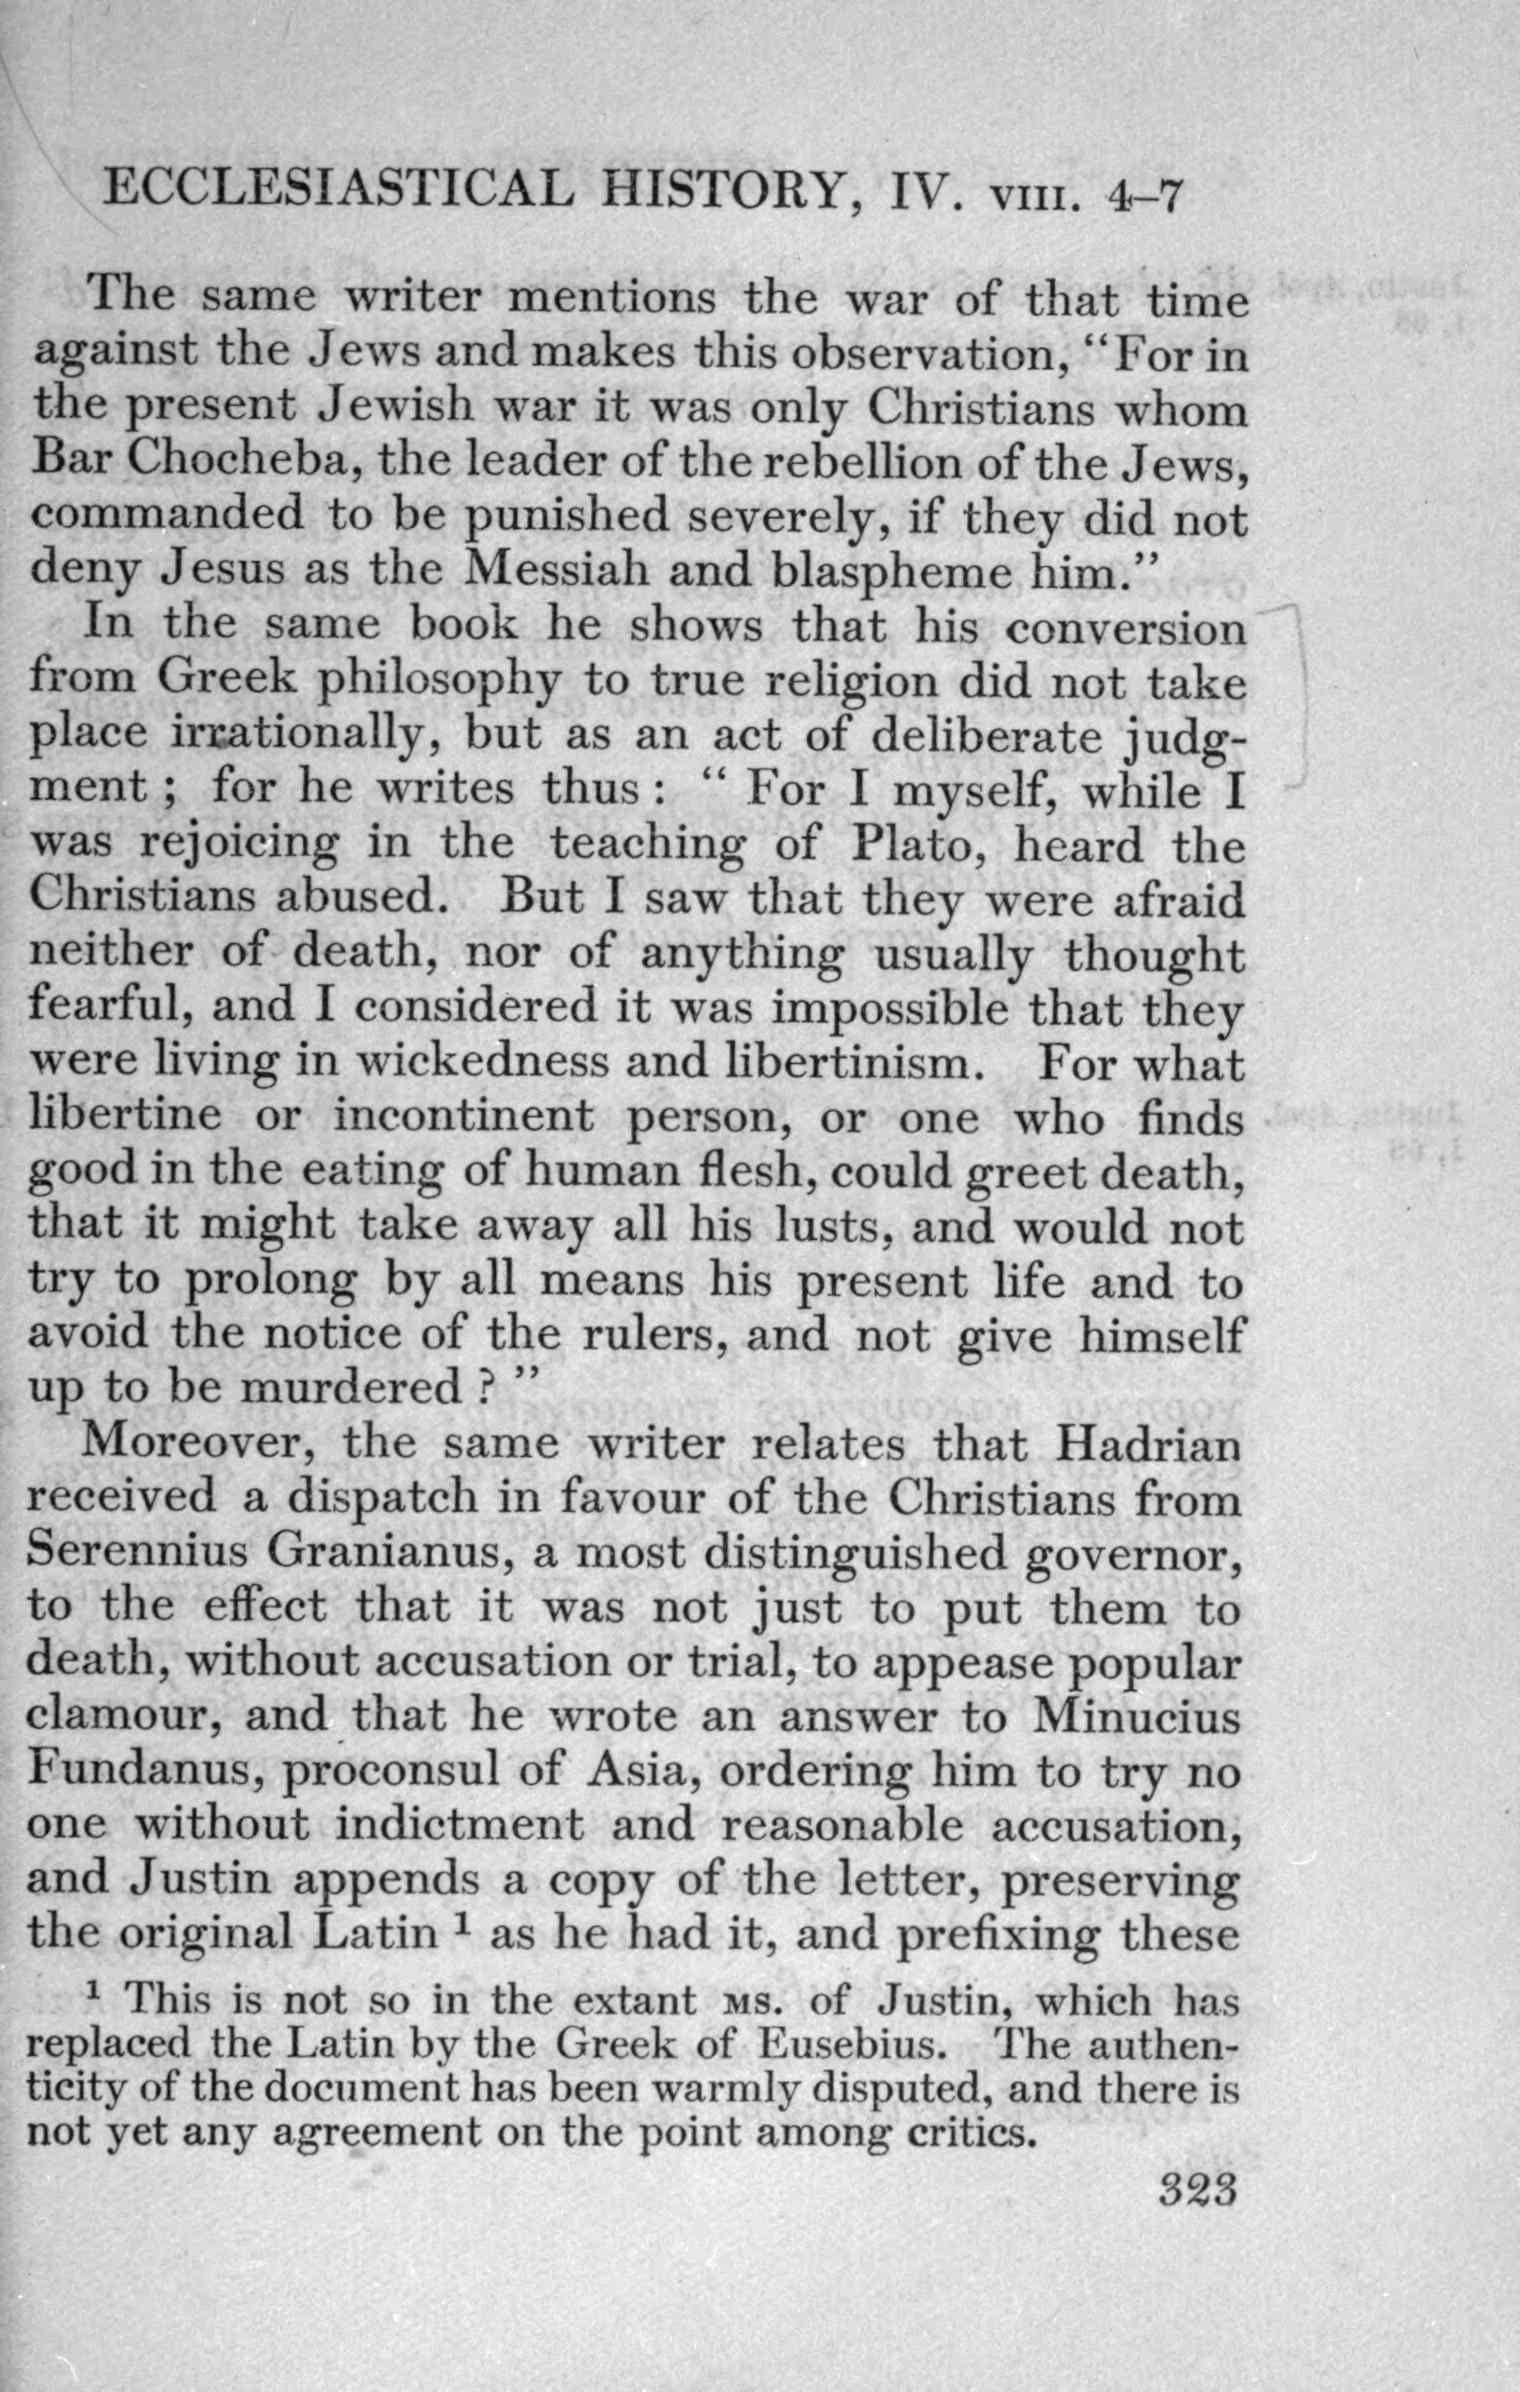 ECCLESIASTICAL HISTORY, IV. VIII. 4–7
The same writer mentions the war of that time
against the Jews and makes this observation, “For in
the present Jewish war it was only Christians whom
Bar Chocheba, the leader of the rebellion of the Jews,
commanded to be punished severely, if they did not
deny Jesus as the Messiah and blaspheme him.”
In the same book he shows that his conversion
from Greek philosophy to true religion did not take
place irrationally, but as an act of deliberate judg-
ment ; for he writes thus : “ For I myself, while I
was rejoicing in the teaching of Plato, heard the
Christians abused. But I saw that they were afraid
neither of death, nor of anything usually thought
fearful, and I considered it was impossible that they
were living in wickedness and libertinism. For what
libertine or incontinent person, or one who finds
good in the eating of human flesh, could greet death,
that it might take away all his lusts, and would not
try to prolong by all means his present life and to
avoid the notice of the rulers, and not give himself
up to be murdered ? ”
Moreover, the same writer relates that Hadrian
received a dispatch in favour of the Christians from
Serennius Granianus, a most distinguished governor,
to the effect that it was not just to put them to
death, without accusation or trial, to appease popular
clamour, and that he wrote an answer to Minucius
Fundanus, proconsul of Asia, ordering him to try no
one without indictment and reasonable accusation,
and Justin appends a copy of the letter, preserving
the original Latin ¹ as he had it, and prefixing these
¹ This is not so in the extant MS. of Justin, which has
replaced the Latin by the Greek of Eusebius. The authen-
ticity of the document has been warmly disputed, and there is
not yet any agreement on the point among critics.
323